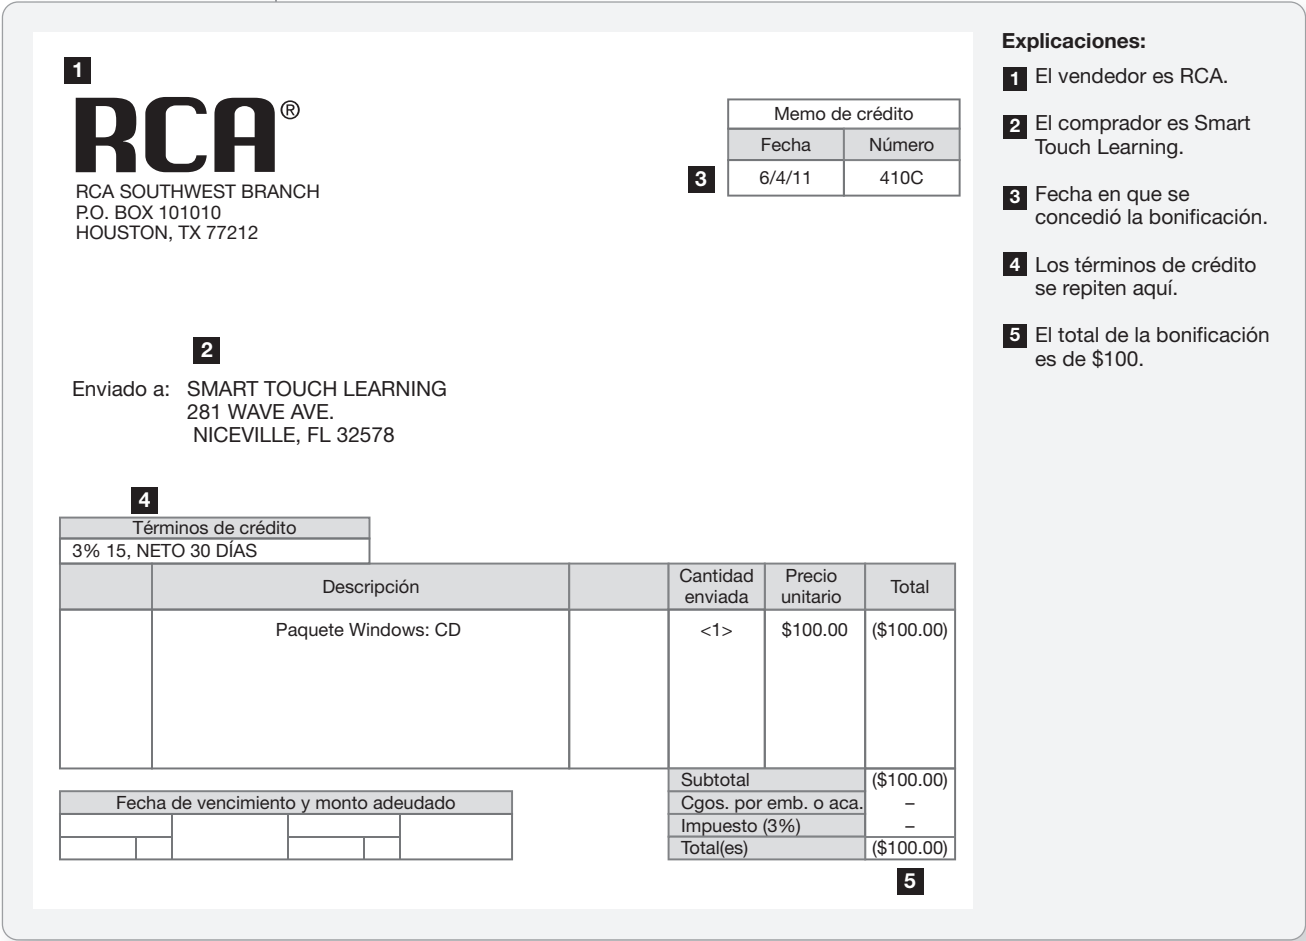 1
RCA®
RCA SOUTHWEST BRANCH
P.O. BOX 101010
HOUSTON, TX 77212
Memo de crédito
Fecha Número
3 6/4/11 410C
2
Enviado a: SMART TOUCH LEARNING
281 WAVE AVE.
NICEVILLE, FL 32578
4
Términos de crédito
3% 15, NETO 30 DÍAS
Descripción Cantidad enviada Precio unitario Total
Paquete Windows: CD <1> $100.00 ($100.00)
Subtotal ($100.00)
Cgos. por emb. o aca. –
Impuesto (3%) –
Total(es) ($100.00)
Fecha de vencimiento y monto adeudado
5
Explicaciones:
1 El vendedor es RCA.
2 El comprador es Smart
Touch Learning.
3 Fecha en que se
concedió la bonificación.
4 Los términos de crédito
se repiten aquí.
5 El total de la bonificación
es de $100.